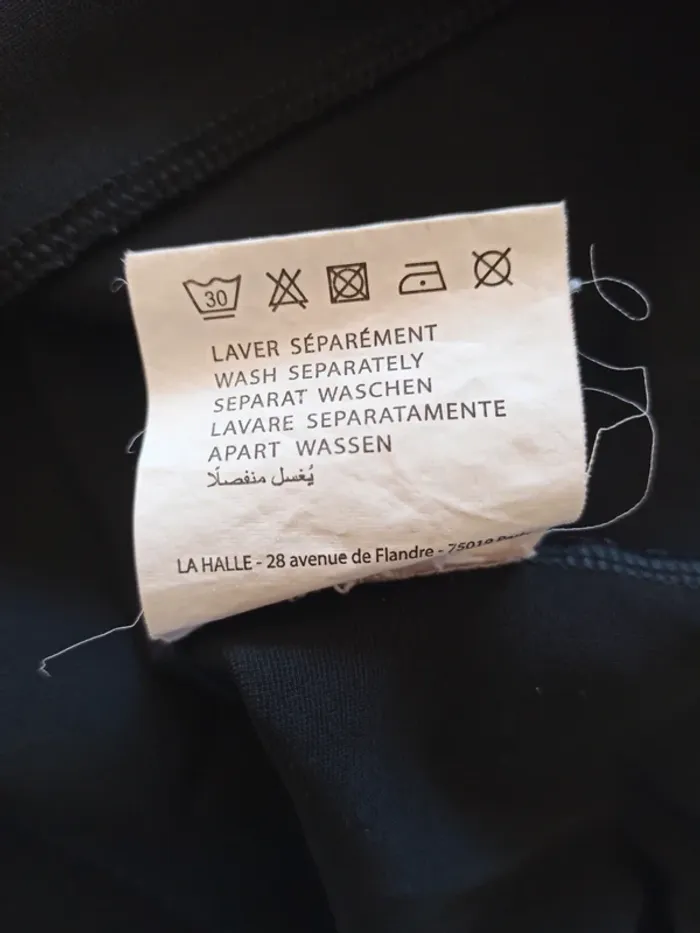 30
LAVER SÉPARÉMENT
WASH SEPARATELY
SEPARAT WASCHEN
LAVARE SEPARATAMENTE
APART WASSEN
يُغسل منفصلًا
LA HALLE - 28 avenue de Flandre - 75019